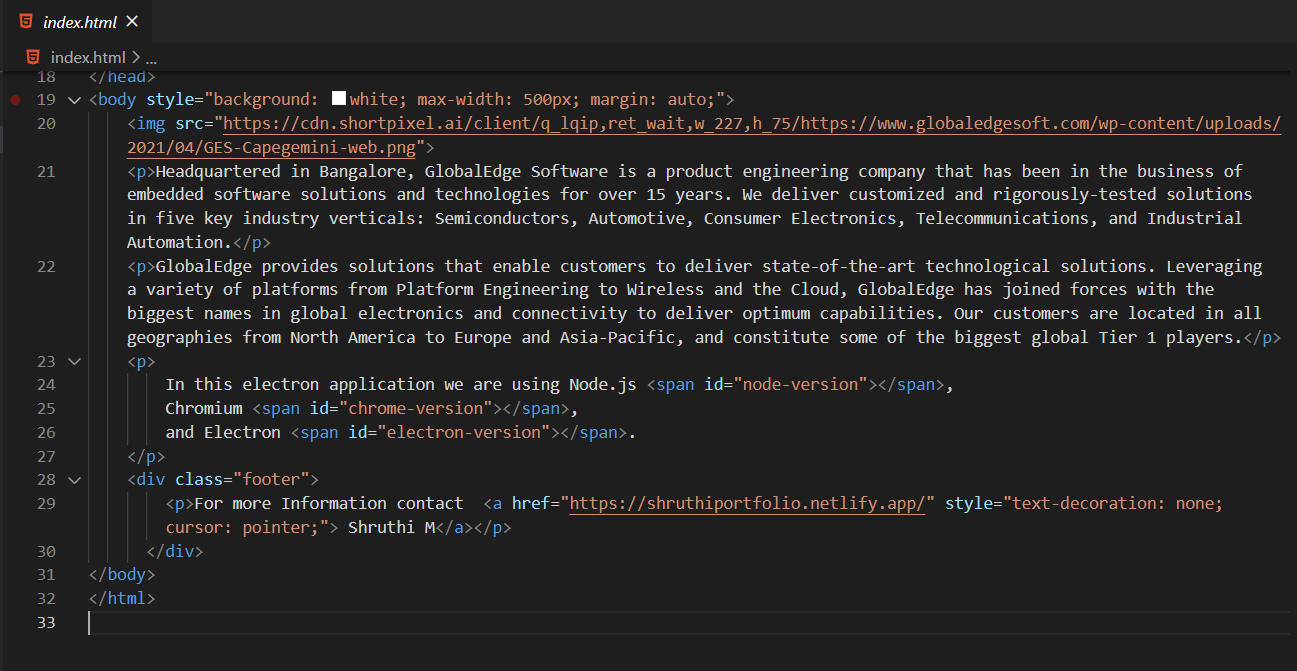 index.html
index.html > ...
18 </head>
19 <body style="background: white; max-width: 500px; margin: auto;">
20 <img src="https://cdn.shortpixel.ai/client/q_lqip,ret_wait,w_227,h_75/https://www.globaledgesoft.com/wp-content/uploads/
2021/04/GES-Capegemini-web.png">
21 <p>Headquartered in Bangalore, GlobalEdge Software is a product engineering company that has been in the business of
embedded software solutions and technologies for over 15 years. We deliver customized and rigorously-tested solutions
in five key industry verticals: Semiconductors, Automotive, Consumer Electronics, Telecommunications, and Industrial
Automation.</p>
22 <p>GlobalEdge provides solutions that enable customers to deliver state-of-the-art technological solutions. Leveraging
a variety of platforms from Platform Engineering to Wireless and the Cloud, GlobalEdge has joined forces with the
biggest names in global electronics and connectivity to deliver optimum capabilities. Our customers are located in all
geographies from North America to Europe and Asia-Pacific, and constitute some of the biggest global Tier 1 players.</p>
23 <p>
24 In this electron application we are using Node.js <span id="node-version"></span>,
25 Chromium <span id="chrome-version"></span>,
26 and Electron <span id="electron-version"></span>.
27 </p>
28 <div class="footer">
29 <p>For more Information contact  <a href="https://shruthiportfolio.netlify.app/" style="text-decoration: none;
cursor: pointer;"> Shruthi M</a></p>
30 </div>
31 </body>
32 </html>
33